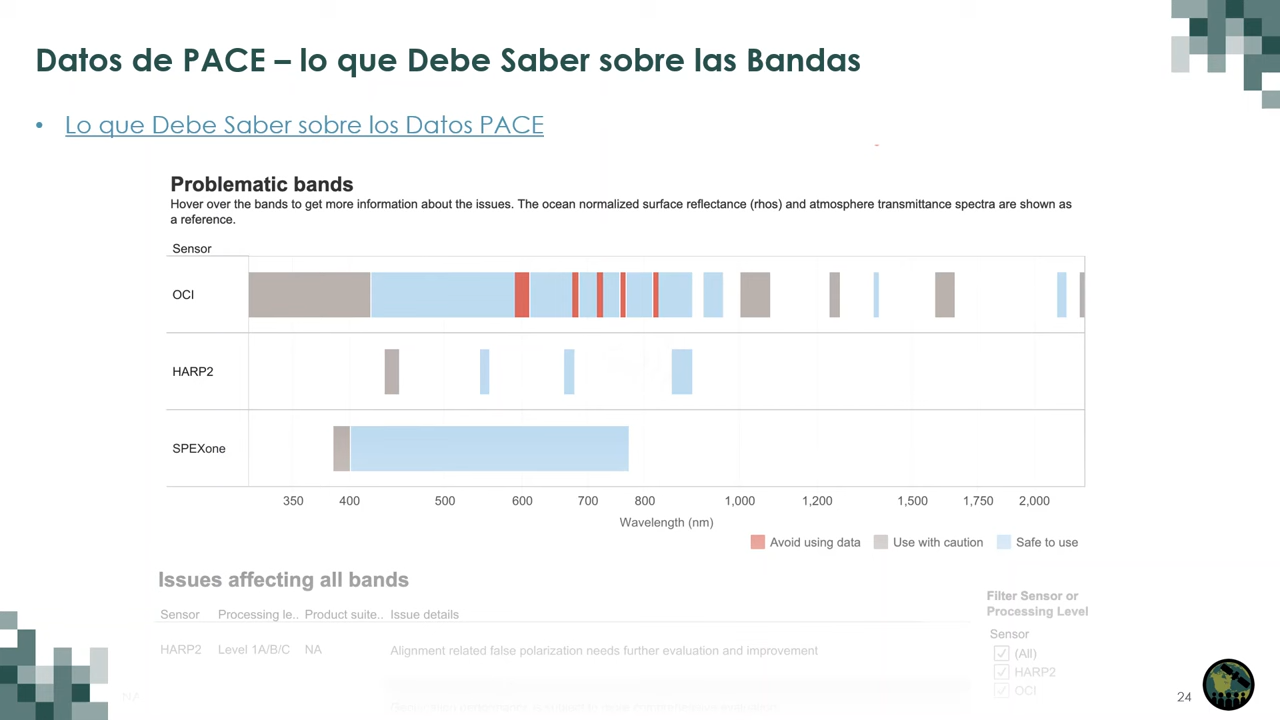 Datos de PACE – lo que Debe Saber sobre las Bandas
• Lo que Debe Saber sobre los Datos PACE
Problematic bands
Hover over the bands to get more information about the issues. The ocean normalized surface reflectance (rhos) and atmosphere transmittance spectra are shown as
a reference.
Sensor
OCI
HARP2
SPEXone
350 400 500 600 700 800 1,000 1,200 1,500 1,750 2,000
Wavelength (nm)
Avoid using data Use with caution Safe to use
Issues affecting all bands
Sensor Processing le.. Product suite.. Issue details
HARP2 Level 1A/B/C NA Alignment related false polarization needs further evaluation and improvement
Filter Sensor or
Processing Level
Sensor
(All)
HARP2
OCI
NA
24